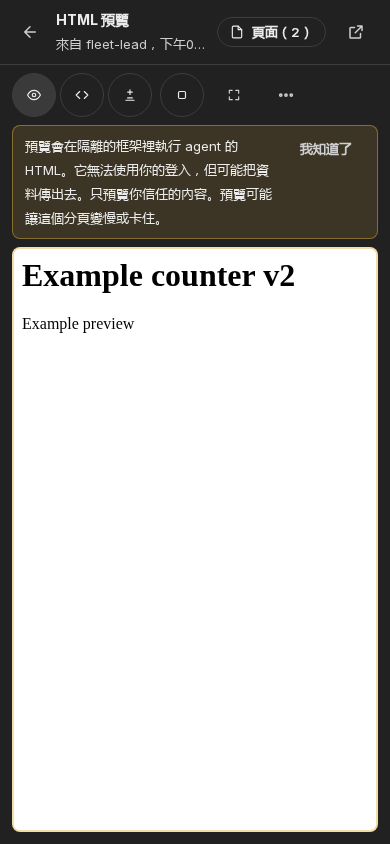 HTML 預覽
來自 fleet-lead，下午0…
頁面 ( 2 )
預覽會在隔離的框架裡執行 agent 的
HTML。它無法使用你的登入，但可能把資
料傳出去。只預覽你信任的內容。預覽可能
讓這個分頁變慢或卡住。
我知道了
Example counter v2
Example preview